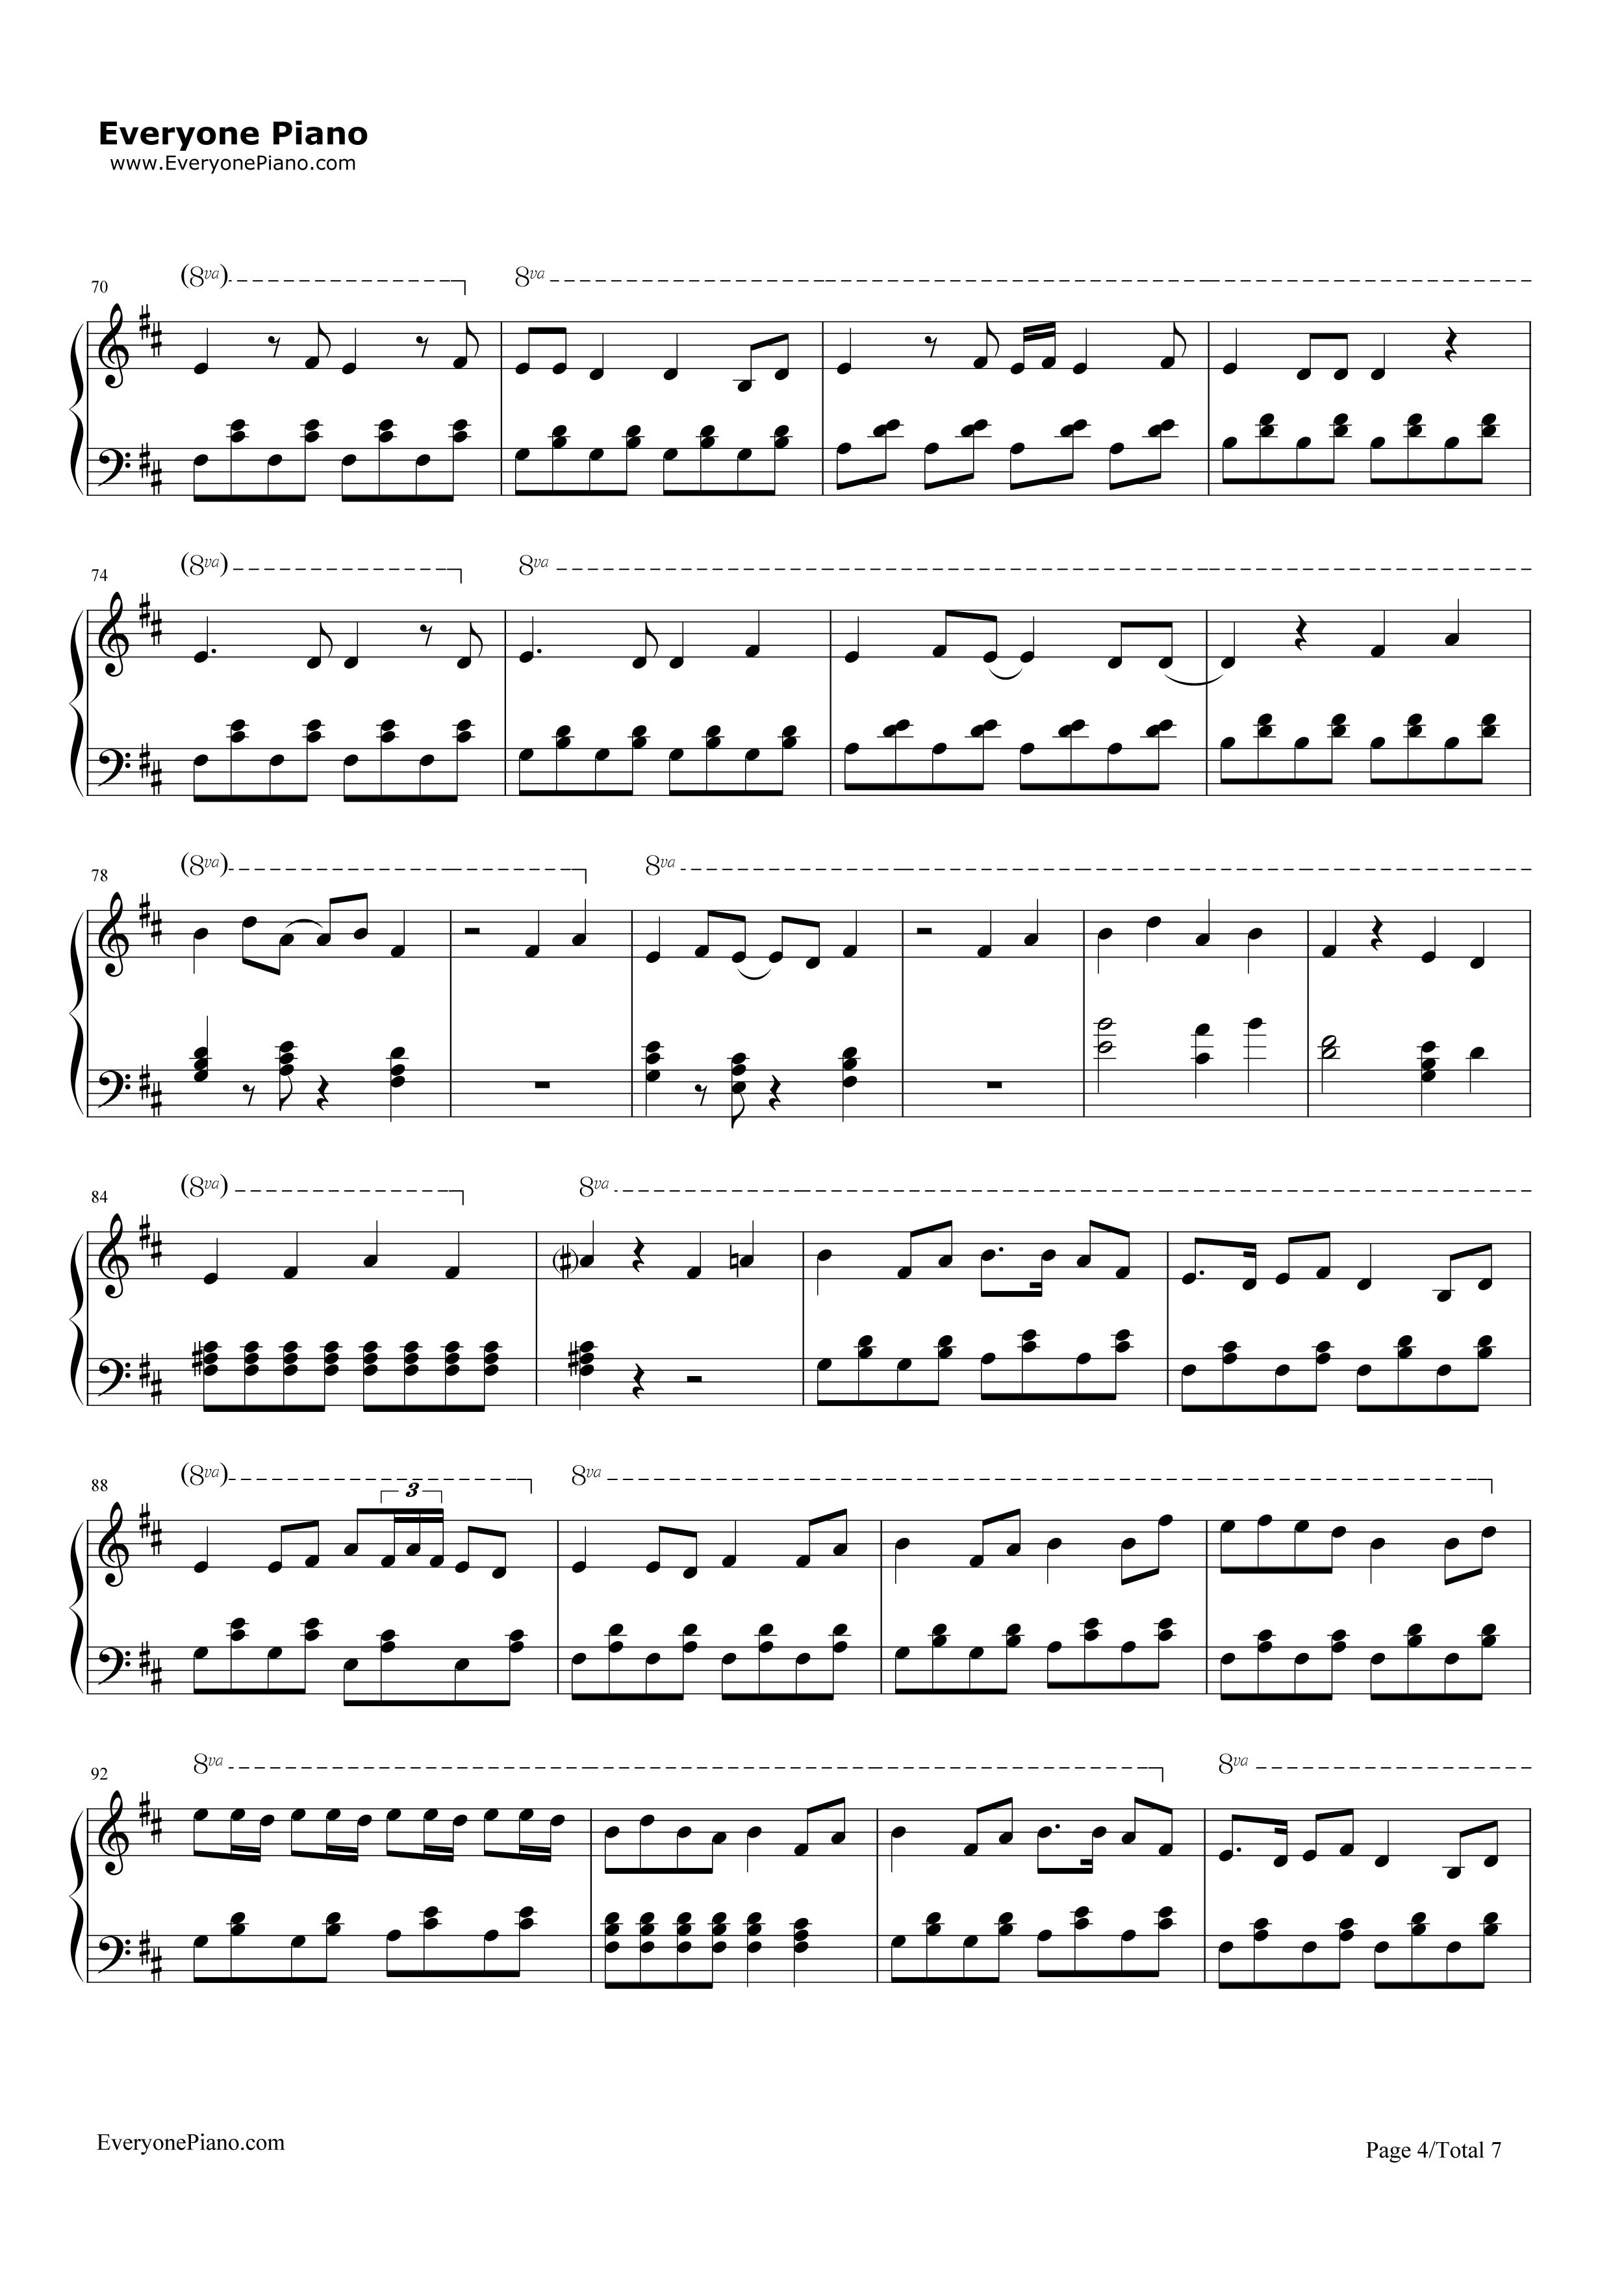 Everyone Piano
www.EveryonePiano.com
(8va) 8va
70
(8va) 8va
74
(8va) 8va
78
(8va) 8va
84
(8va) 8va
3
88
8va 8va
92
EveryonePiano.com
Page 4/Total 7